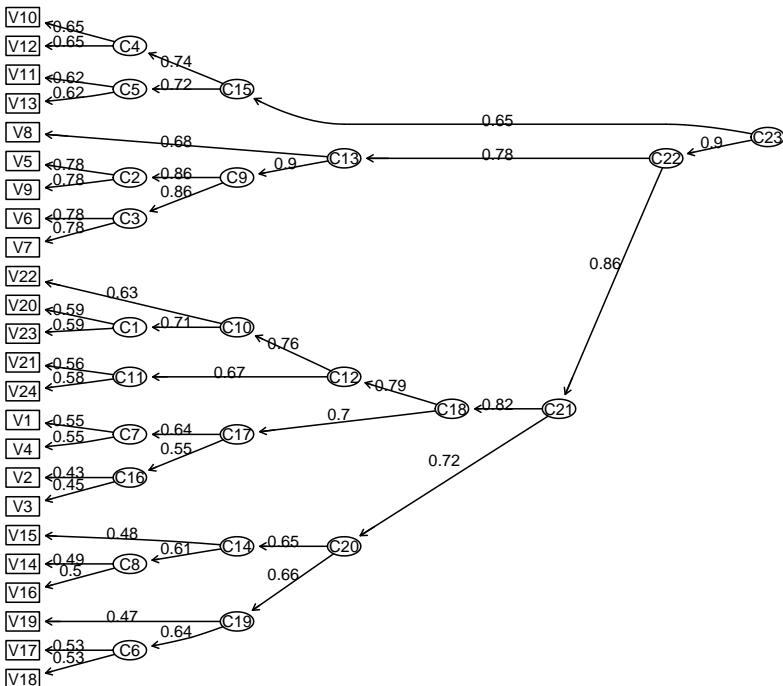 V10
0.65
V12 0.65 C4
0.74
V11
0.62 C5 0.72 C15
0.62
V13
0.65
V8
0.68
C23
0.9
C13 0.78 C22
V5
0.78
0.9
C2 0.86 C9
V9 0.78
0.86
V6 0.78 C3
0.78
V7
0.86
V22
0.63
V20
0.59
V23 0.59 C1 0.71 C10
0.76
V21
0.56
C11 0.67 C12
V24 0.58
0.79
C18 0.82 C21
V1
0.55
0.7
C7 0.64 C17
V4 0.55
0.55
V2 0.43 C16
0.45
V3
0.72
V15
0.48
C14 0.65 C20
0.61
V14 0.49 C8
0.5
V16
0.66
V19 0.47 C19
0.64
V17 0.53 C6
0.53
V18